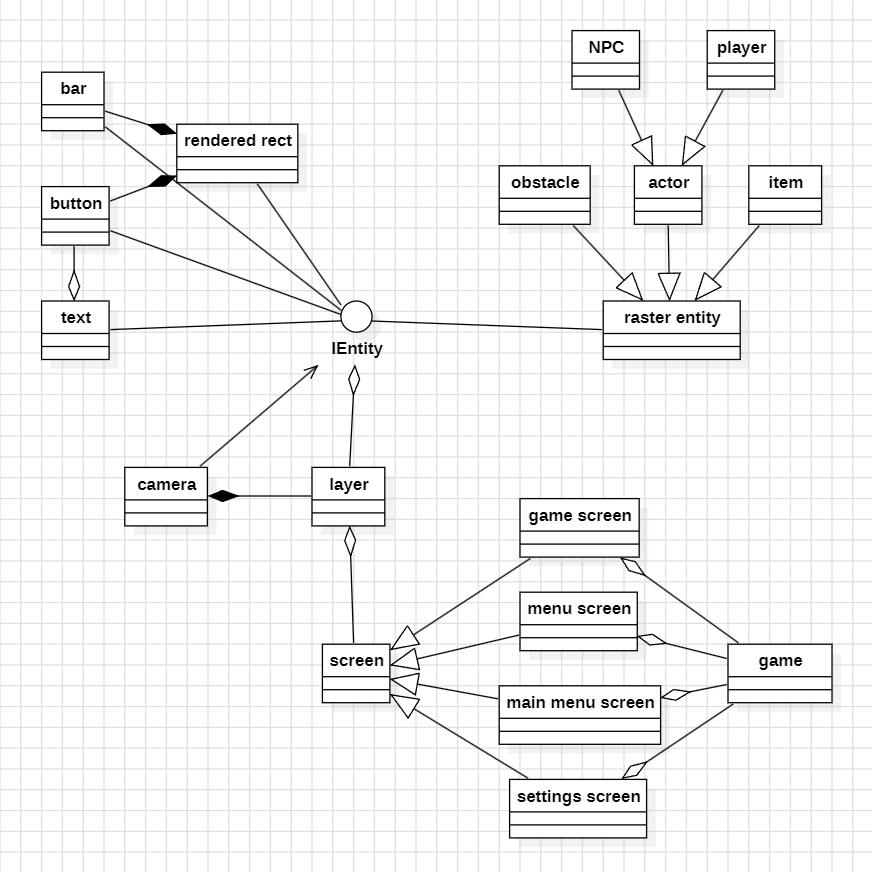 NPC
player
bar
rendered rect
obstacle
actor
item
button
text
IEntity
raster entity
camera
layer
game screen
menu screen
screen
game
main menu screen
settings screen